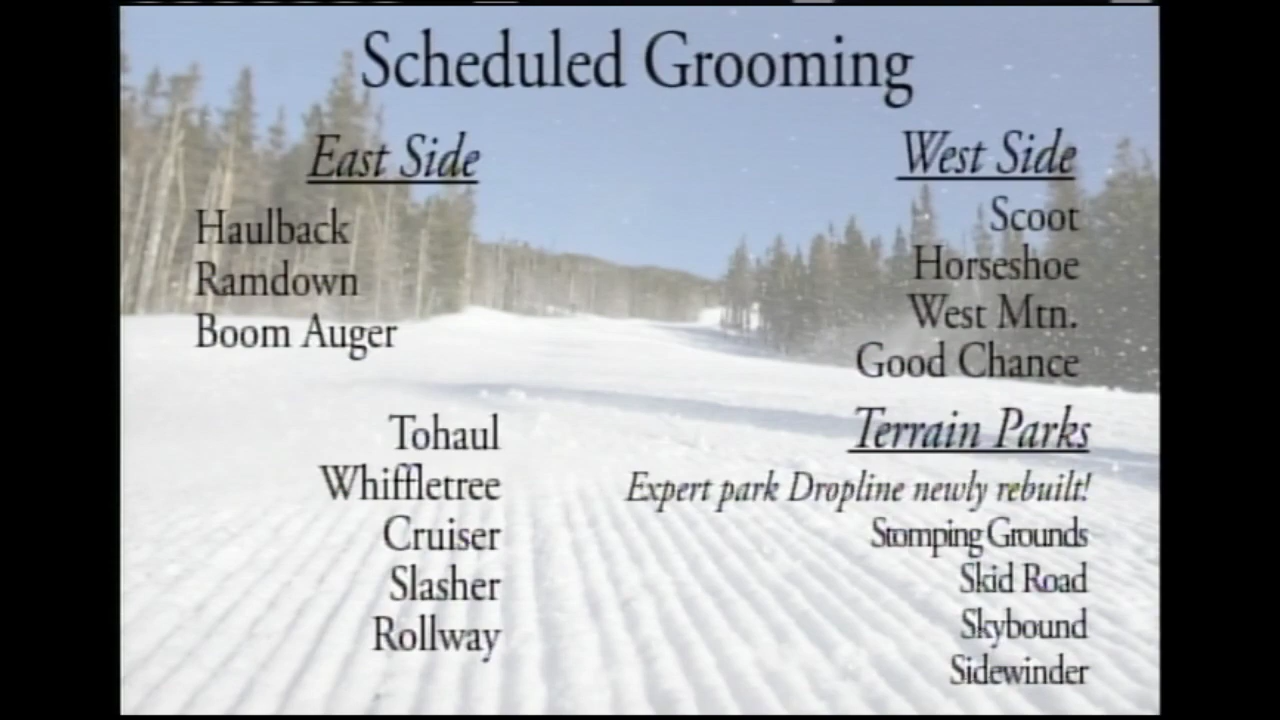 Scheduled Grooming
East Side
Haulback
Ramdown
Boom Auger
Tohaul
Whiffletree
Cruiser
Slasher
Rollway
West Side
Scoot
Horseshoe
West Mtn.
Good Chance
Terrain Parks
Expert park Dropline newly rebuilt!
Stomping Grounds
Skid Road
Skybound
Sidewinder